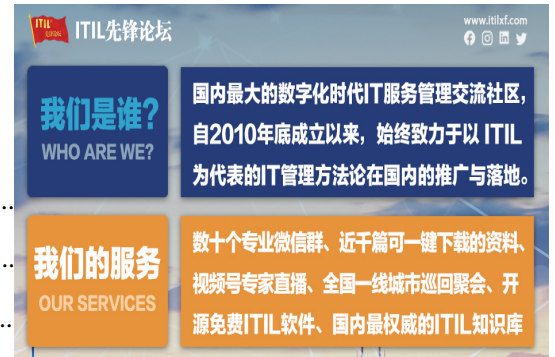 ITIL
ITIL先锋论坛
www.itilxf.com
我们是谁?
WHO ARE WE?
国内最大的数字化时代IT服务管理交流社区，
自2010年底成立以来，始终致力于以 ITIL
为代表的IT管理方法论在国内的推广与落地。
我们的服务
OUR SERVICES
数十个专业微信群、近千篇可一键下载的资料、
视频号专家直播、全国一线城市巡回聚会、开
源免费ITIL软件、国内最权威的ITIL知识库
..
..
..